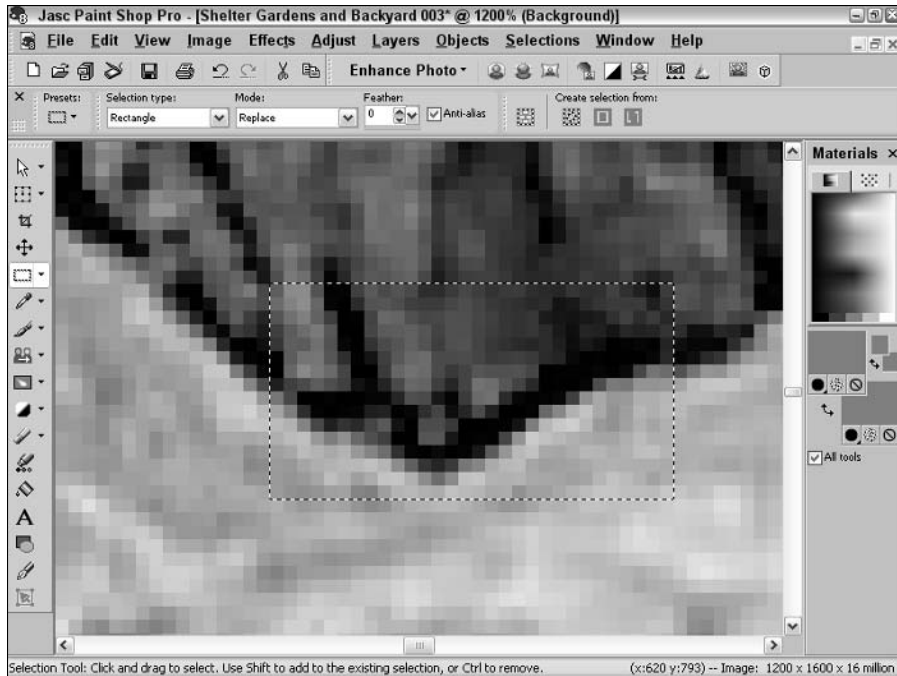 Jasc Paint Shop Pro - [Shelter Gardens and Backyard 003* @ 1200% (Background)]
File Edit View Image Effects Adjust Layers Objects Selections Window Help
Enhance Photo
Presets: Selection type: Mode: Feather: Create selection from:
Rectangle Replace 0 Anti-alias
Materials
All tools
A
Selection Tool: Click and drag to select. Use Shift to add to the existing selection, or Ctrl to remove. (x:620 y:793) -- Image: 1200 x 1600 x 16 million